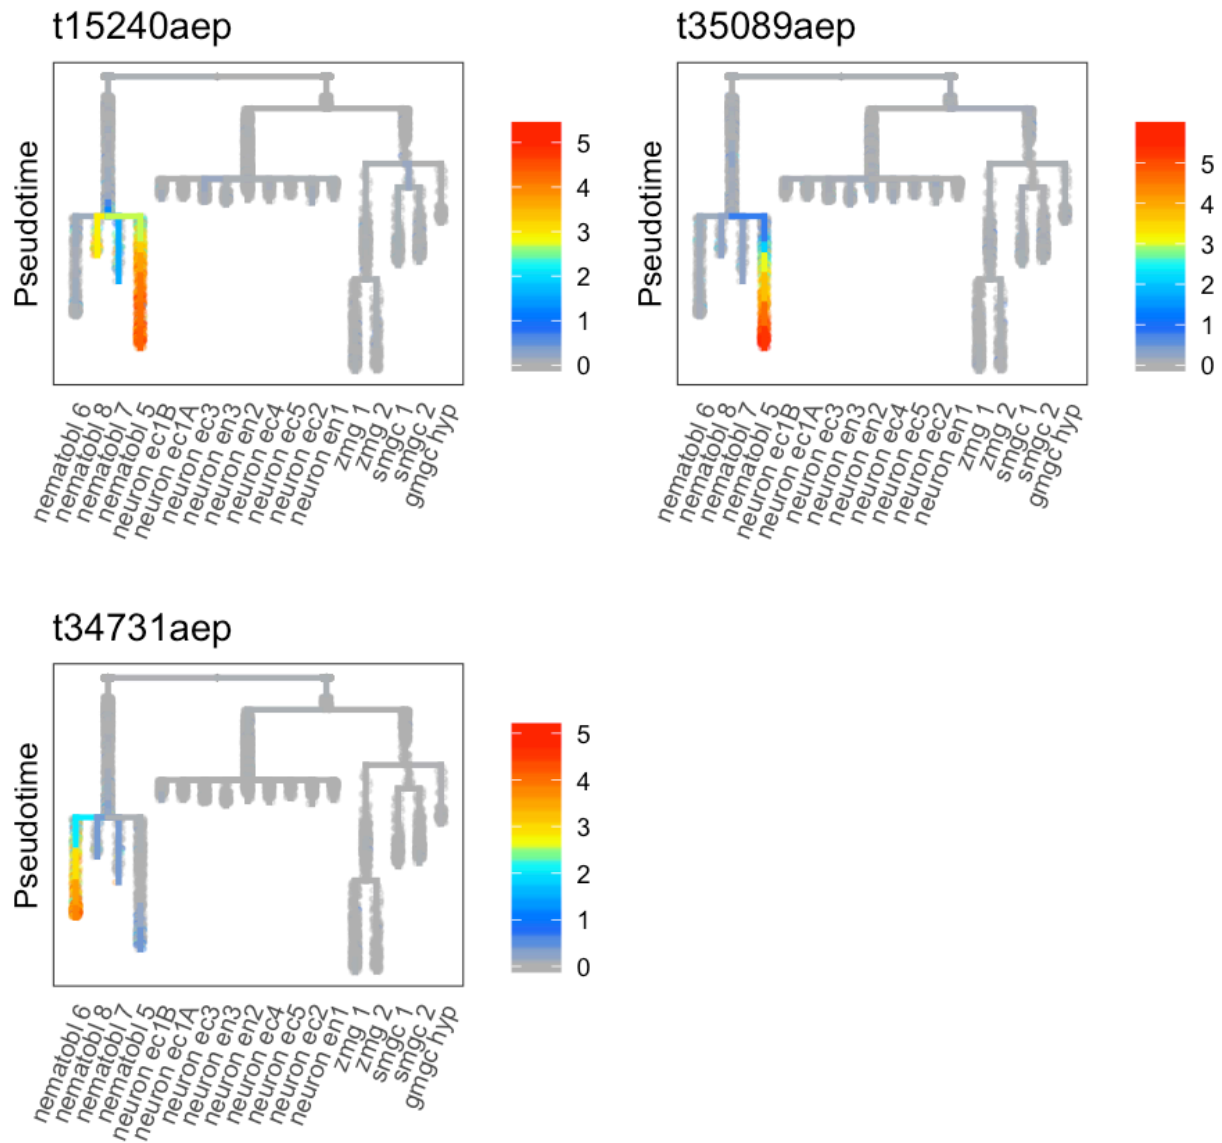 t15240aep
Pseudotime
5
4
3
2
1
0
nematobl 6
nematobl 8
nematobl 7
nematobl 5
neuron ec1B
neuron ec1A
neuron ec3
neuron en3
neuron en2
neuron ec4
neuron ec5
neuron ec2
neuron en1
zmg 1
zmg 2
smgc 1
smgc 2
gmgc hyp
t35089aep
Pseudotime
5
4
3
2
1
0
nematobl 6
nematobl 8
nematobl 7
nematobl 5
neuron ec1B
neuron ec1A
neuron ec3
neuron en3
neuron en2
neuron ec4
neuron ec5
neuron ec2
neuron en1
zmg 1
zmg 2
smgc 1
smgc 2
gmgc hyp
t34731aep
Pseudotime
5
4
3
2
1
0
nematobl 6
nematobl 8
nematobl 7
nematobl 5
neuron ec1B
neuron ec1A
neuron ec3
neuron en3
neuron en2
neuron ec4
neuron ec5
neuron ec2
neuron en1
zmg 1
zmg 2
smgc 1
smgc 2
gmgc hyp